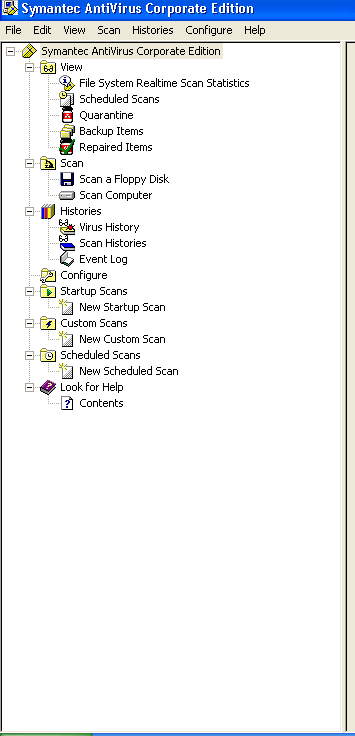 Symantec AntiVirus Corporate Edition
File Edit View Scan Histories Configure Help
Symantec AntiVirus Corporate Edition
View
File System Realtime Scan Statistics
Scheduled Scans
Quarantine
Backup Items
Repaired Items
Scan
Scan a Floppy Disk
Scan Computer
Histories
Virus History
Scan Histories
Event Log
Configure
Startup Scans
New Startup Scan
Custom Scans
New Custom Scan
Scheduled Scans
New Scheduled Scan
Look for Help
Contents